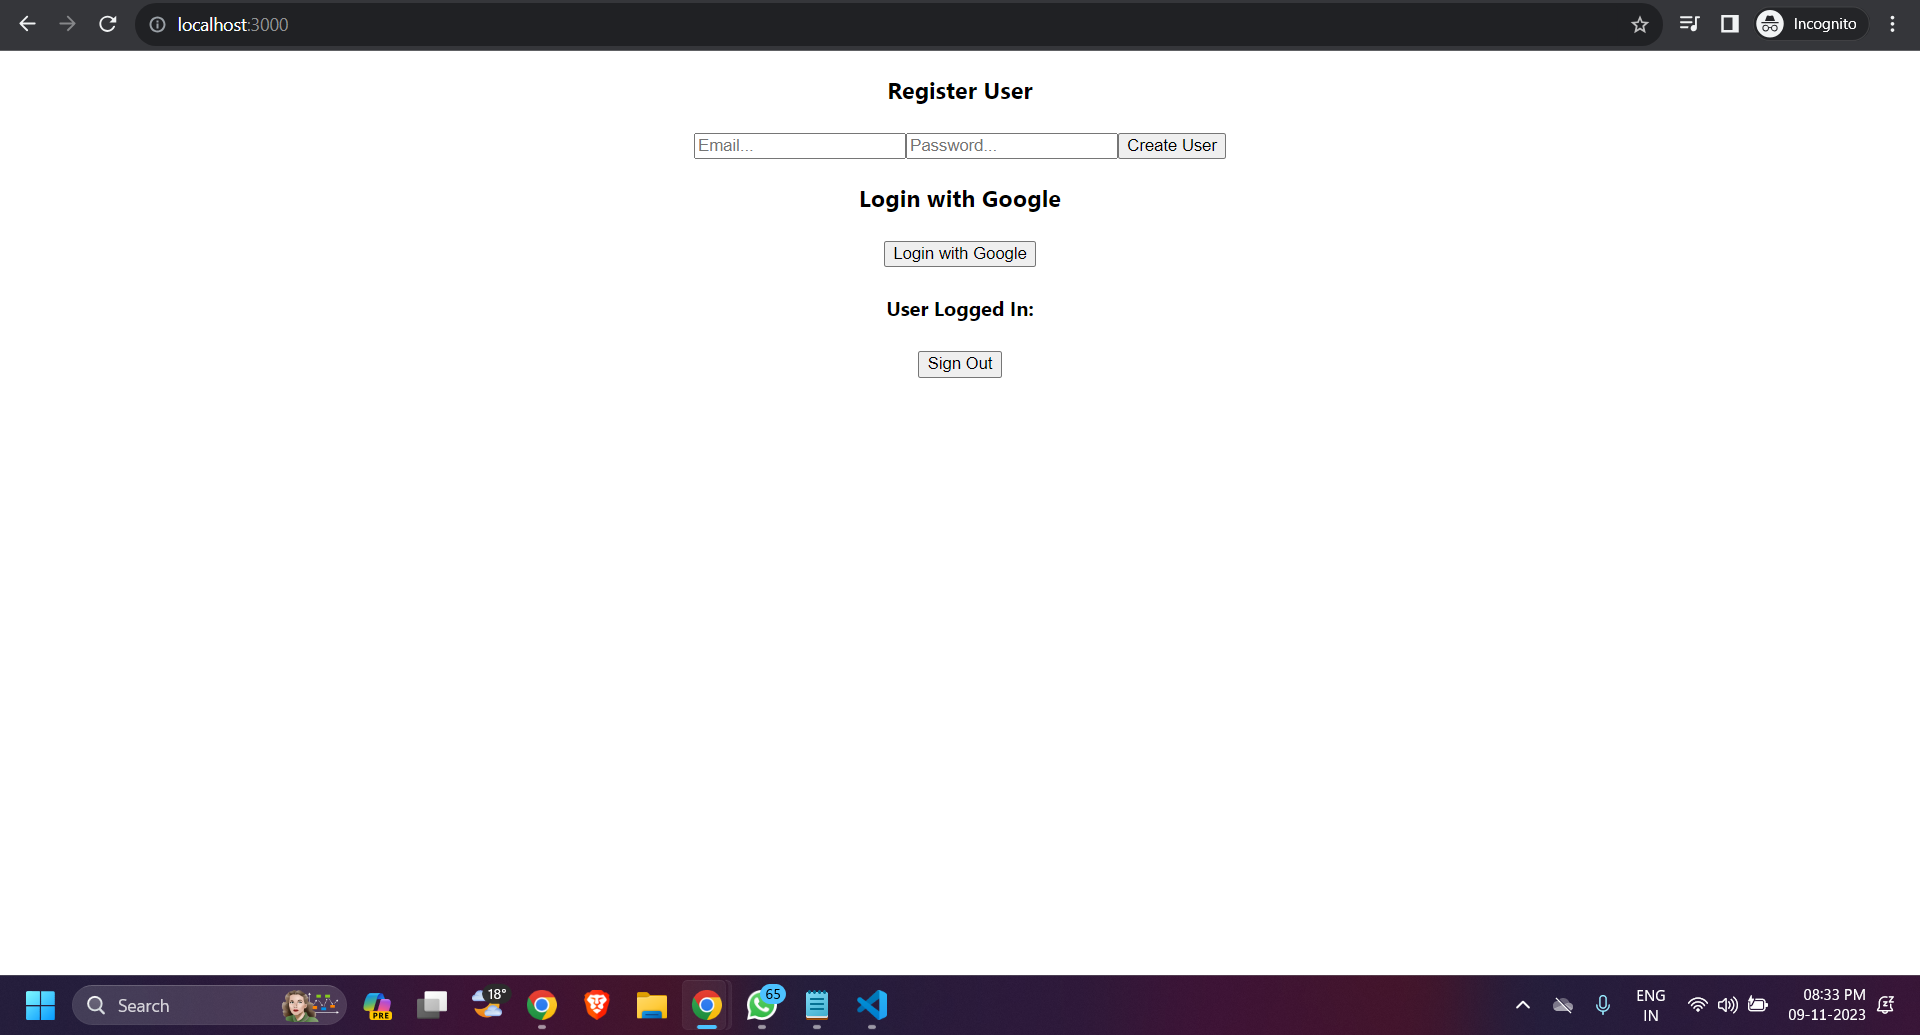 localhost:3000
Incognito
Register User
Email... Password... Create User
Login with Google
Login with Google
User Logged In:
Sign Out
Search
PRE
18°
65
ENG
IN
08:33 PM
09-11-2023